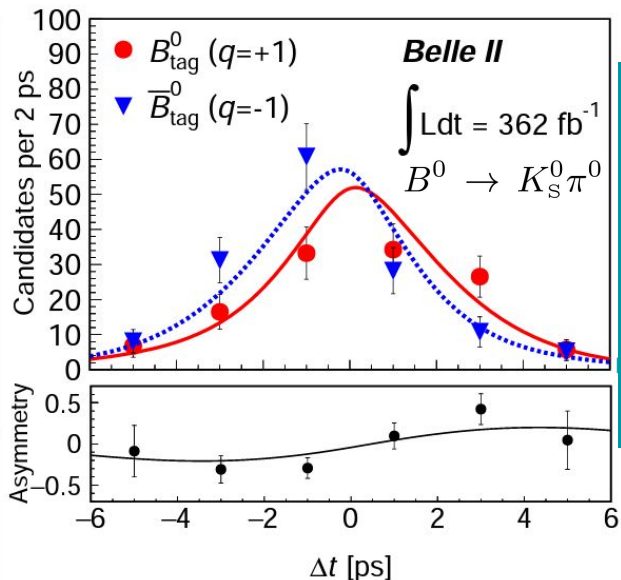 Candidates per 2 ps
100
90
80
70
60
50
40
30
20
10
0
B⁰tag (q=+1)
B̅⁰tag (q=-1)
Belle II
∫Ldt = 362 fb⁻¹
B⁰ → K⁰S π⁰
Asymmetry
0.5
0
−0.5
−6 −4 −2 0 2 4 6
Δt [ps]